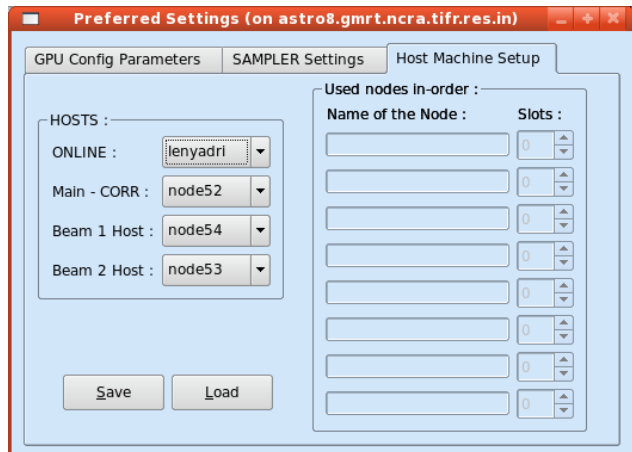 Preferred Settings (on astro8.gmrt.ncra.tifr.res.in)
GPU Config Parameters SAMPLER Settings Host Machine Setup
HOSTS :
ONLINE : lenyadri
Main - CORR : node52
Beam 1 Host : node54
Beam 2 Host : node53
Save Load
Used nodes in-order :
Name of the Node : Slots :
0
0
0
0
0
0
0
0